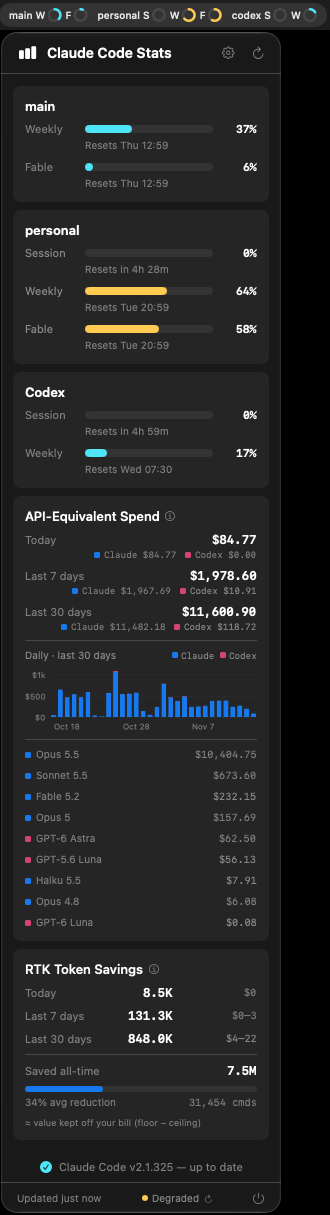 main W F personal S W F codex S W
Claude Code Stats
main
Weekly 37%
Resets Thu 12:59
Fable 6%
Resets Thu 12:59
personal
Session 0%
Resets in 4h 28m
Weekly 64%
Resets Tue 20:59
Fable 58%
Resets Tue 20:59
Codex
Session 0%
Resets in 4h 59m
Weekly 17%
Resets Wed 07:30
API-Equivalent Spend
Today $84.77
Claude $84.77 Codex $0.00
Last 7 days $1,978.60
Claude $1,967.69 Codex $10.91
Last 30 days $11,600.90
Claude $11,482.18 Codex $118.72
Daily · last 30 days Claude Codex
$1k
$500
$0
Oct 18 Oct 28 Nov 7
Opus 5.5 $10,404.75
Sonnet 5.5 $673.60
Fable 5.2 $232.15
Opus 5 $157.69
GPT-6 Astra $62.50
GPT-5.6 Luna $56.13
Haiku 5.5 $7.91
Opus 4.8 $6.08
GPT-6 Luna $0.08
RTK Token Savings
Today 8.5K $0
Last 7 days 131.3K $0–3
Last 30 days 848.0K $4–22
Saved all-time 7.5M
34% avg reduction 31,454 cmds
≈ value kept off your bill (floor – ceiling)
Claude Code v2.1.325 — up to date
Updated just now Degraded